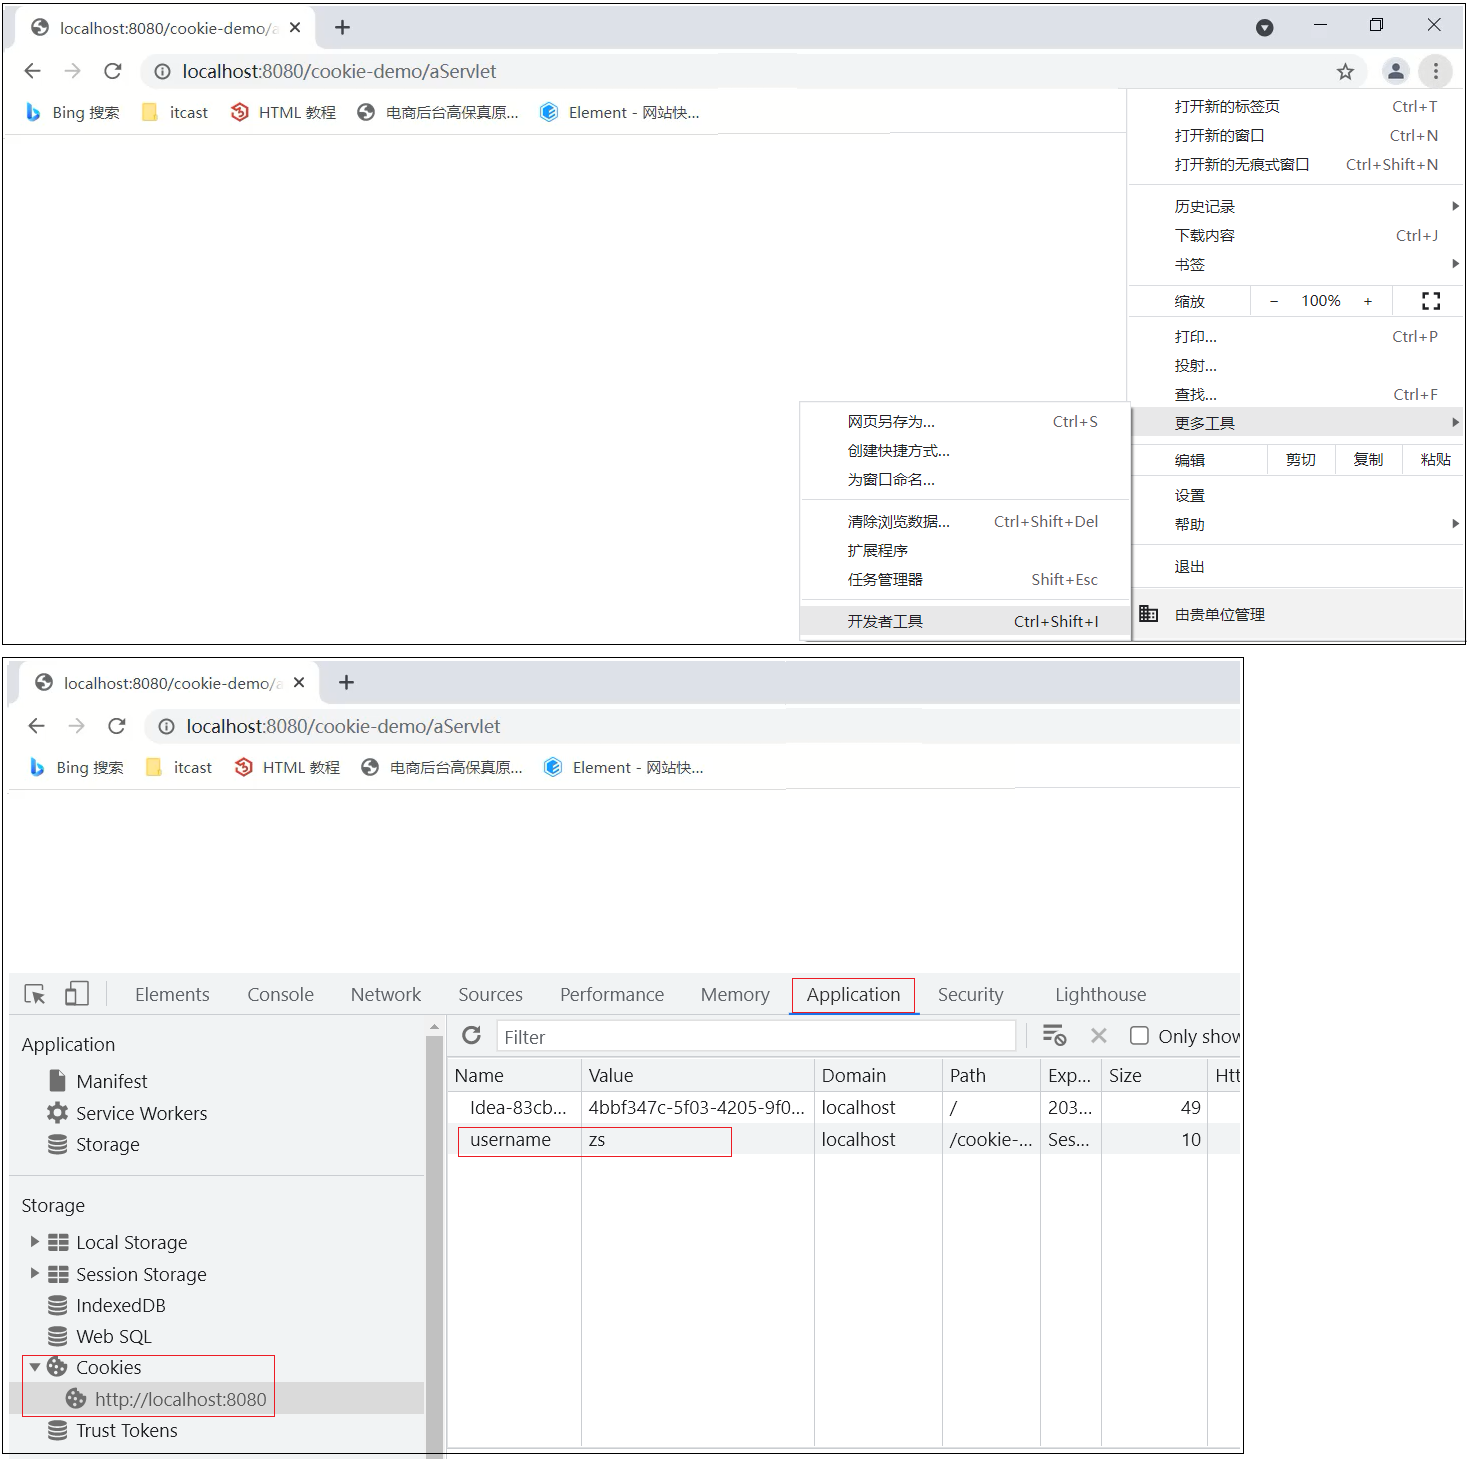 localhost:8080/cookie-demo/a
localhost:8080/cookie-demo/aServlet
Bing 搜索 itcast HTML 教程 电商后台高保真原... Element - 网站快...
打开新的标签页 Ctrl+T
打开新的窗口 Ctrl+N
打开新的无痕式窗口 Ctrl+Shift+N
历史记录
下载内容 Ctrl+J
书签
缩放 − 100% +
打印... Ctrl+P
投射...
查找... Ctrl+F
更多工具
编辑 剪切 复制 粘贴
设置
帮助
退出
由贵单位管理
网页另存为... Ctrl+S
创建快捷方式...
为窗口命名...
清除浏览数据... Ctrl+Shift+Del
扩展程序
任务管理器 Shift+Esc
开发者工具 Ctrl+Shift+I
localhost:8080/cookie-demo/a
localhost:8080/cookie-demo/aServlet
Bing 搜索 itcast HTML 教程 电商后台高保真原... Element - 网站快...
Elements Console Network Sources Performance Memory Application Security Lighthouse
Application
Manifest
Service Workers
Storage
Storage
Local Storage
Session Storage
IndexedDB
Web SQL
Cookies
http://localhost:8080
Trust Tokens
Filter Only show
Name Value Domain Path Exp... Size Htt
Idea-83cb... 4bbf347c-5f03-4205-9f0... localhost / 203... 49
username zs localhost /cookie-... Ses... 10